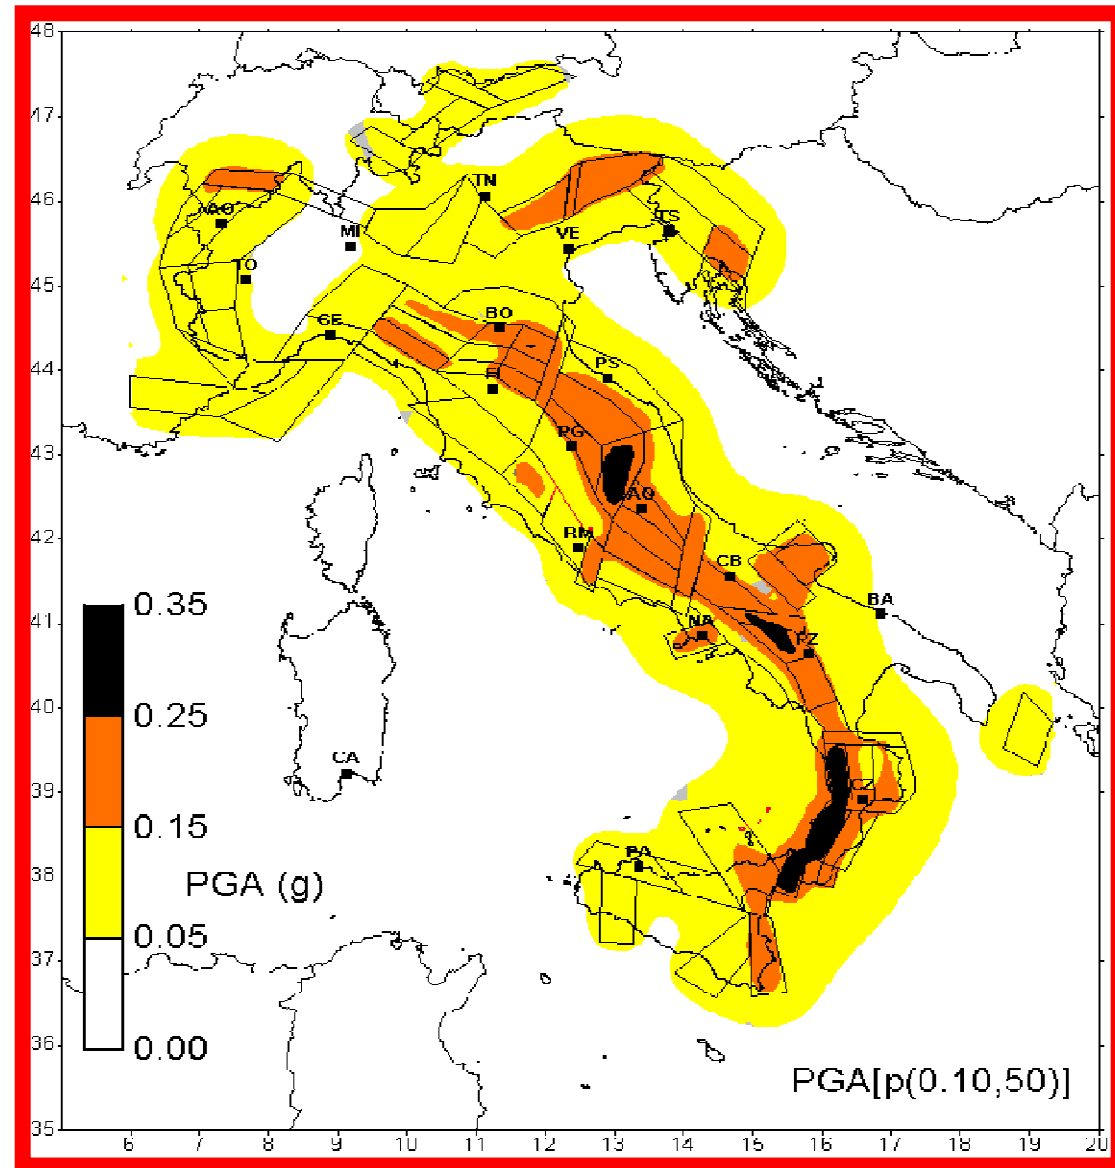 48
47
46
45
44
43
42
41
40
39
38
37
36
35
TN
AO
MI
VE
TS
TO
GE
BO
FI
PS
PG
AQ
RM
CB
BA
NA
PZ
CA
CZ
PA
0.35
0.25
0.15
PGA (g)
0.05
0.00
PGA[p(0.10,50)]
6 7 8 9 10 11 12 13 14 15 16 17 18 19 20